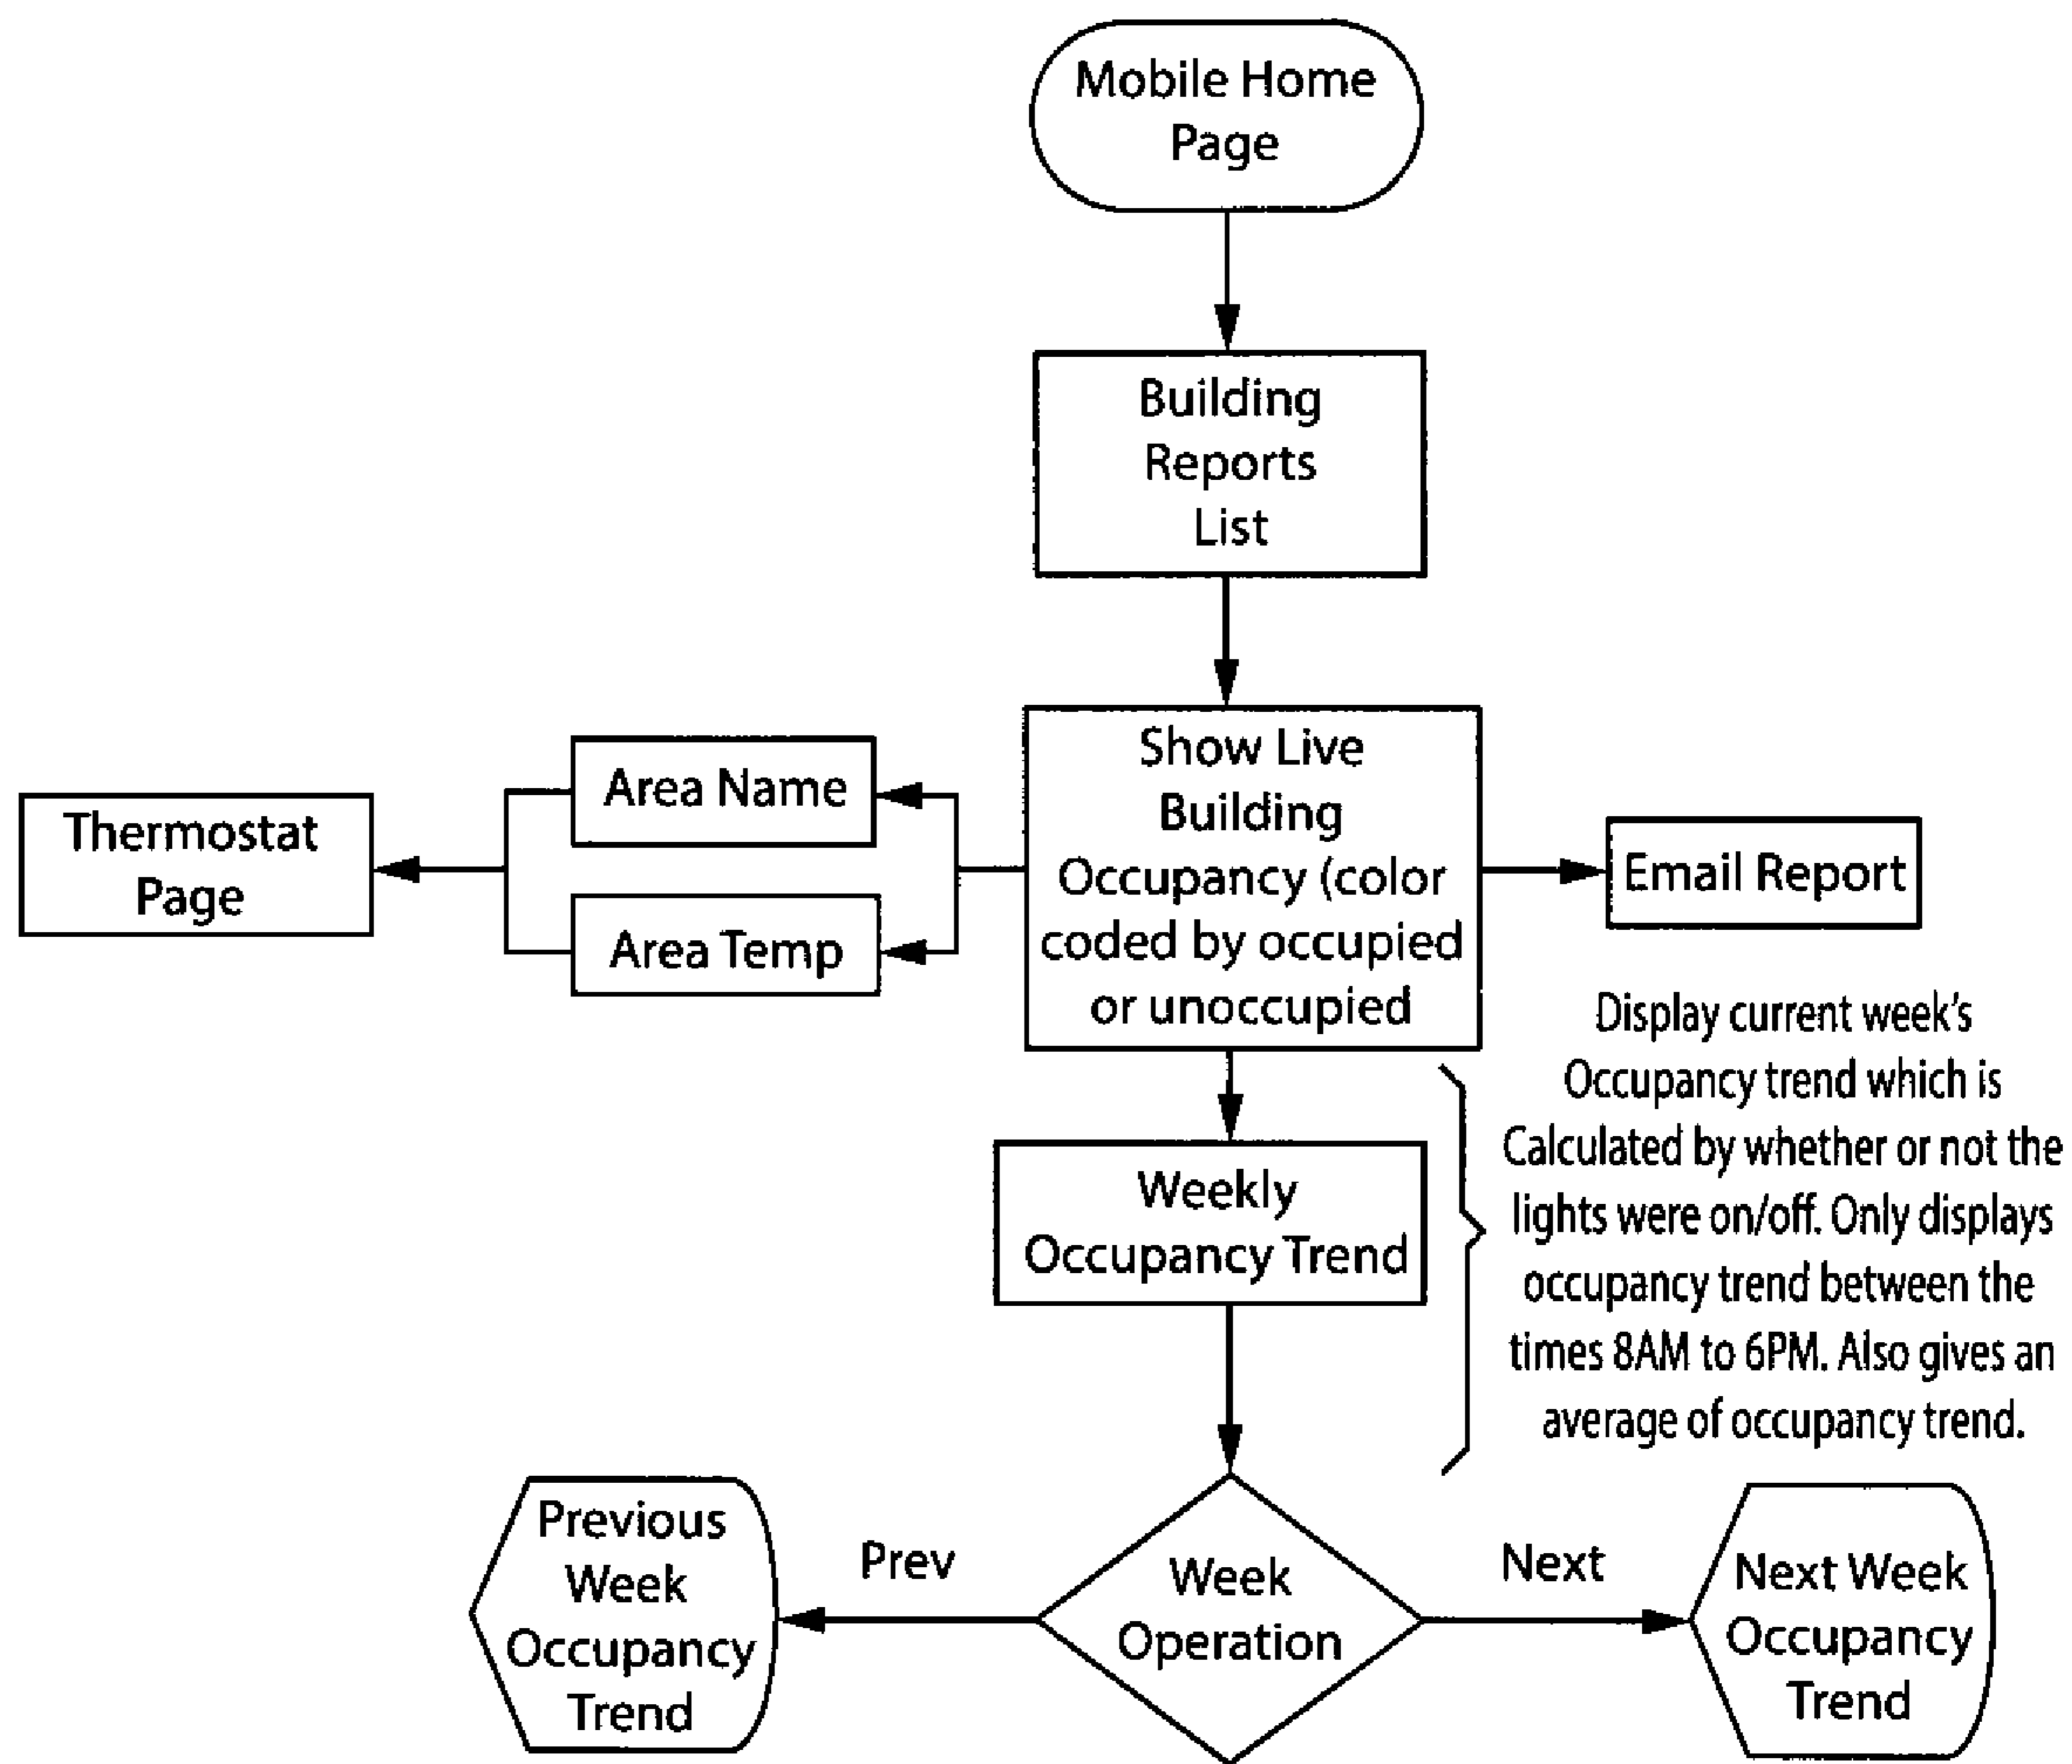 Mobile Home
Page
Building
Reports
List
Show Live
Building
Occupancy (color
coded by occupied
or unoccupied
Area Name
Area Temp
Thermostat
Page
Email Report
Display current week's
Occupancy trend which is
Calculated by whether or not the
lights were on/off. Only displays
occupancy trend between the
times 8AM to 6PM. Also gives an
average of occupancy trend.
Weekly
Occupancy Trend
Week
Operation
Prev
Previous
Week
Occupancy
Trend
Next
Next Week
Occupancy
Trend